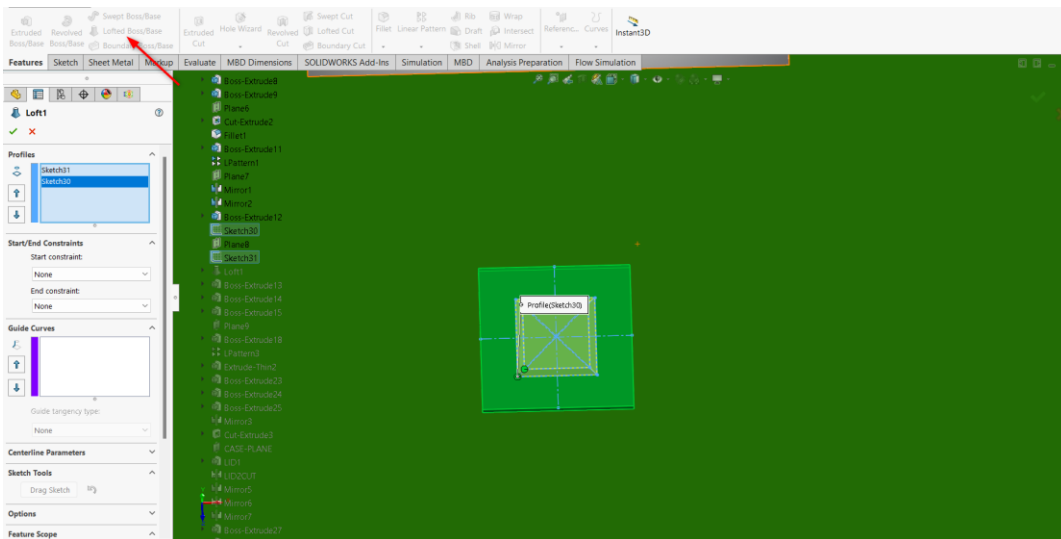 Extruded Boss/Base
Revolved Boss/Base
Swept Boss/Base
Lofted Boss/Base
Boundary Boss/Base
Extruded Cut
Hole Wizard
Revolved Cut
Swept Cut
Lofted Cut
Boundary Cut
Fillet
Linear Pattern
Rib
Draft
Shell
Wrap
Intersect
Mirror
Referenc...
Curves
Instant3D
Features Sketch Sheet Metal Markup Evaluate MBD Dimensions SOLIDWORKS Add-Ins Simulation MBD Analysis Preparation Flow Simulation
Loft1
Profiles
Sketch31
Sketch30
Start/End Constraints
Start constraint:
None
End constraint:
None
Guide Curves
Guide tangency type:
None
Centerline Parameters
Sketch Tools
Drag Sketch
Options
Feature Scope
Boss-Extrude8
Boss-Extrude9
Plane6
Cut-Extrude2
Fillet1
Boss-Extrude11
LPattern1
Plane7
Mirror1
Mirror2
Boss-Extrude12
Sketch30
Plane8
Sketch31
Loft1
Boss-Extrude13
Boss-Extrude14
Boss-Extrude15
Plane9
Boss-Extrude18
LPattern3
Extrude-Thin2
Boss-Extrude23
Boss-Extrude24
Boss-Extrude25
Mirror3
Cut-Extrude3
CASE-PLANE
LID1
LID2CUT
Mirror5
Mirror6
Mirror7
Boss-Extrude27
Profile(Sketch30)